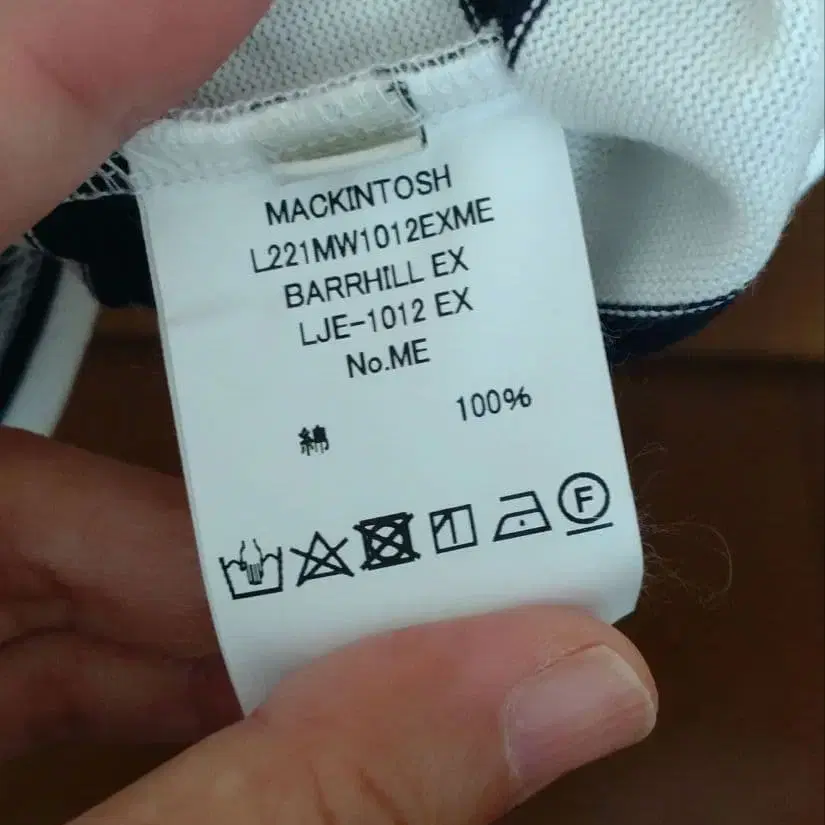 MACKINTOSH
L221MW1012EXME
BARRHILL EX
LJE-1012 EX
No.ME
綿 100%
F